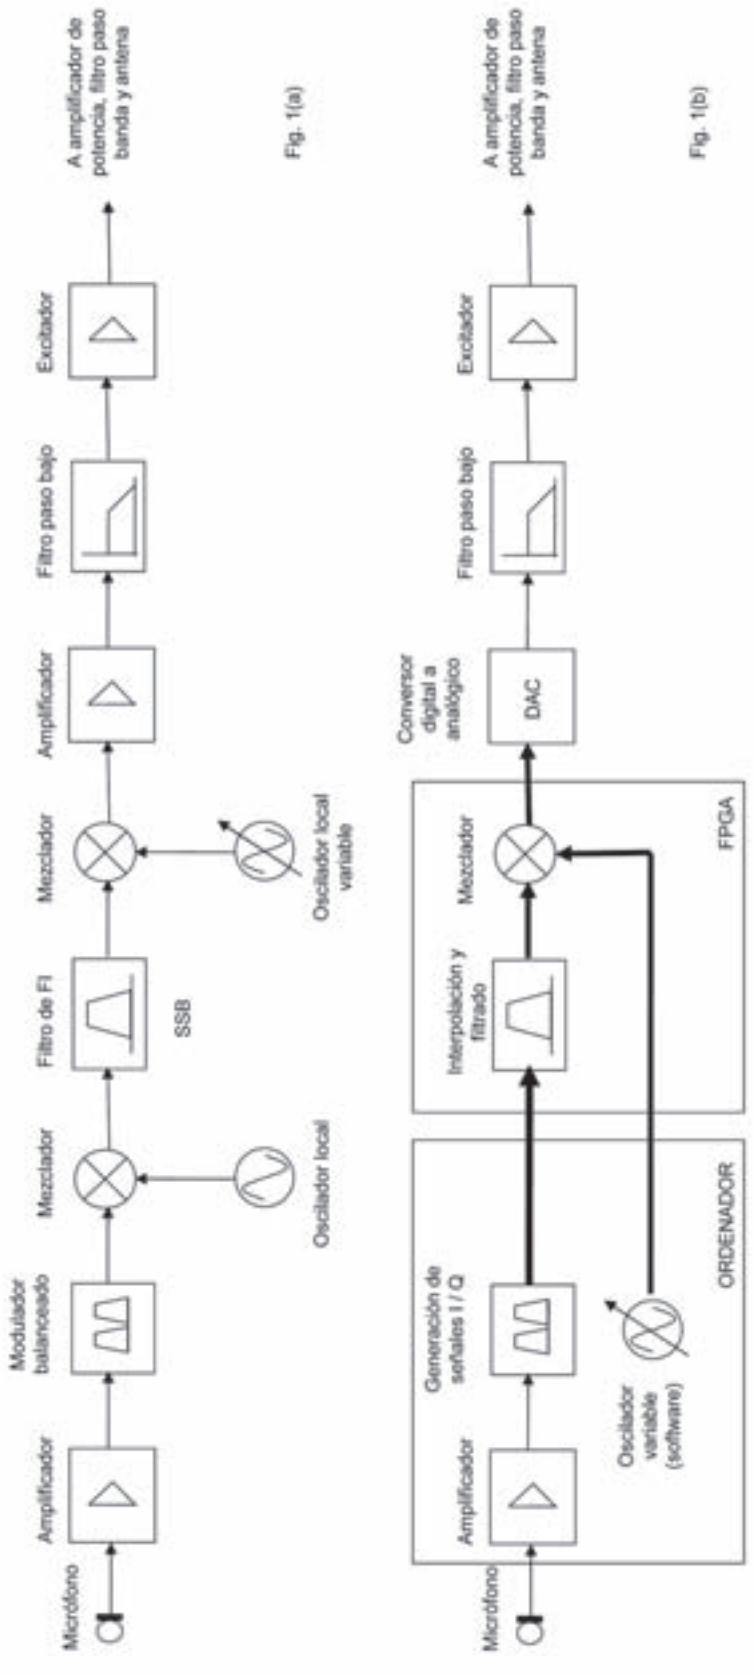 Micrófono
Amplificador
Modulador
balanceado
Mezclador
Oscilador local
Filtro de FI
SSB
Mezclador
Oscilador local
variable
Amplificador
Filtro paso bajo
Excitador
A amplificador de
potencia, filtro paso
banda y antena
Fig. 1(a)
Micrófono
Amplificador
Generación de
señales I / Q
Oscilador
variable
(software)
ORDENADOR
Interpolación y
filtrado
Mezclador
FPGA
Conversor
digital a
analógico
DAC
Filtro paso bajo
Excitador
A amplificador de
potencia, filtro paso
banda y antena
Fig. 1(b)